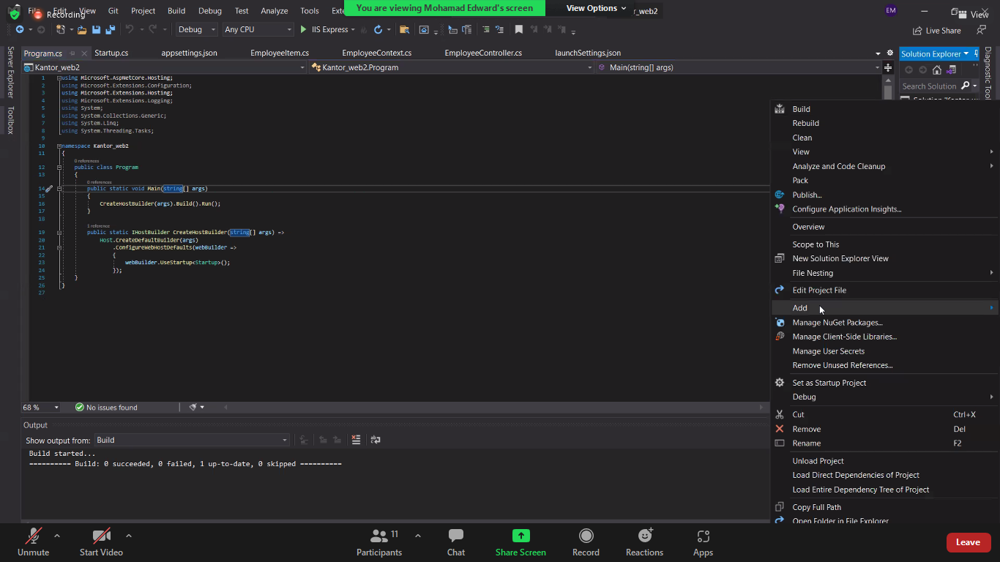 File Edit View Git Project Build Debug Test Analyze Tools
Recording
You are viewing Mohamad Edward's screen
View Options
r_web2
EM
View
Debug
Any CPU
IIS Express
Live Share
Server Explorer
Toolbox
Program.cs
Startup.cs
appsettings.json
EmployeeItem.cs
EmployeeContext.cs
EmployeeController.cs
launchSettings.json
Solution Explorer
Kantor_web2
Kantor_web2.Program
Main(string[] args)
Search Solution
1 using Microsoft.AspNetCore.Hosting;
2 using Microsoft.Extensions.Configuration;
3 using Microsoft.Extensions.Hosting;
4 using Microsoft.Extensions.Logging;
5 using System;
6 using System.Collections.Generic;
7 using System.Linq;
8 using System.Threading.Tasks;
9
10 namespace Kantor_web2
11 {
0 references
12 public class Program
13 {
0 references
14 public static void Main(string[] args)
15 {
16 CreateHostBuilder(args).Build().Run();
17 }
18
1 reference
19 public static IHostBuilder CreateHostBuilder(string[] args) =>
20 Host.CreateDefaultBuilder(args)
21 .ConfigureWebHostDefaults(webBuilder =>
22 {
23 webBuilder.UseStartup<Startup>();
24 });
25 }
26 }
27
68 %
No issues found
Output
Show output from: Build
Build started...
---------- Build: 0 succeeded, 0 failed, 1 up-to-date, 0 skipped ----------
Build
Rebuild
Clean
View
Analyze and Code Cleanup
Pack
Publish...
Configure Application Insights...
Overview
Scope to This
New Solution Explorer View
File Nesting
Edit Project File
Add
Manage NuGet Packages...
Manage Client-Side Libraries...
Manage User Secrets
Remove Unused References...
Set as Startup Project
Debug
Cut Ctrl+X
Remove Del
Rename F2
Unload Project
Load Direct Dependencies of Project
Load Entire Dependency Tree of Project
Copy Full Path
Open Folder in File Explorer
Unmute
Start Video
Participants 11
Chat
Share Screen
Record
Reactions
Apps
Leave